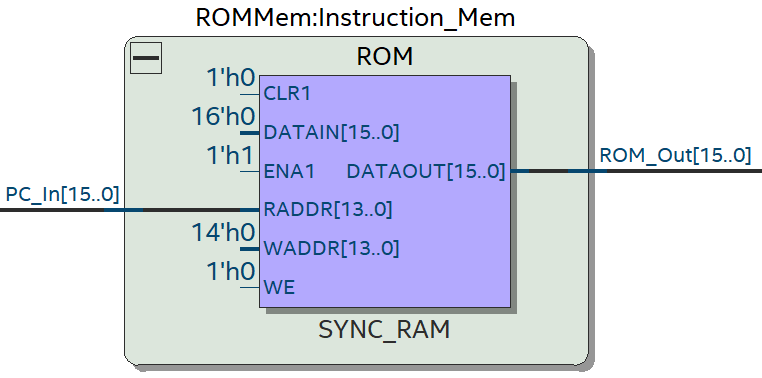 ROMMem:Instruction_Mem
ROM
1'h0
CLR1
16'h0
DATAIN[15..0]
1'h1
ENA1
DATAOUT[15..0]
ROM_Out[15..0]
PC_In[15..0]
RADDR[13..0]
14'h0
WADDR[13..0]
1'h0
WE
SYNC_RAM